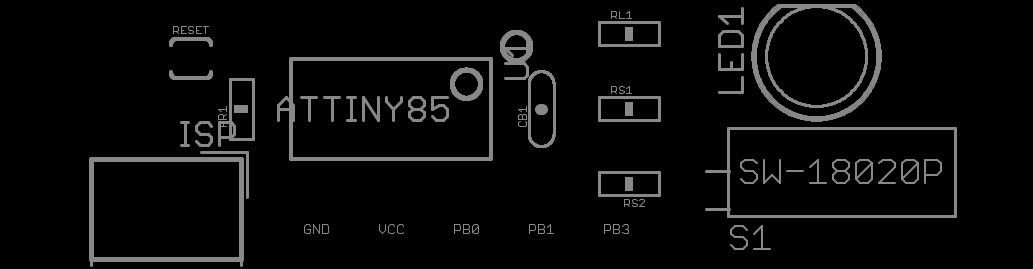 RESET
RL1
LED1
U1
RR1
ISP
ATTINY85
CB1
RS1
SW-18020P
RS2
GND VCC PB0 PB1 PB3
S1